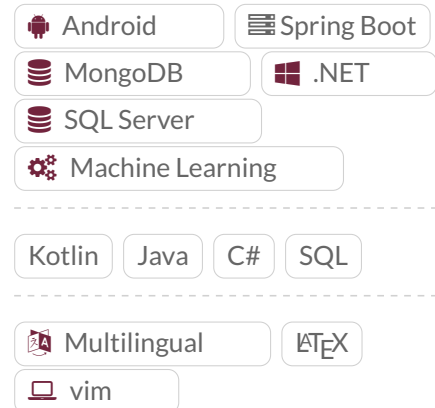 Android Spring Boot
MongoDB .NET
SQL Server
Machine Learning
Kotlin Java C# SQL
Multilingual LATEX
vim